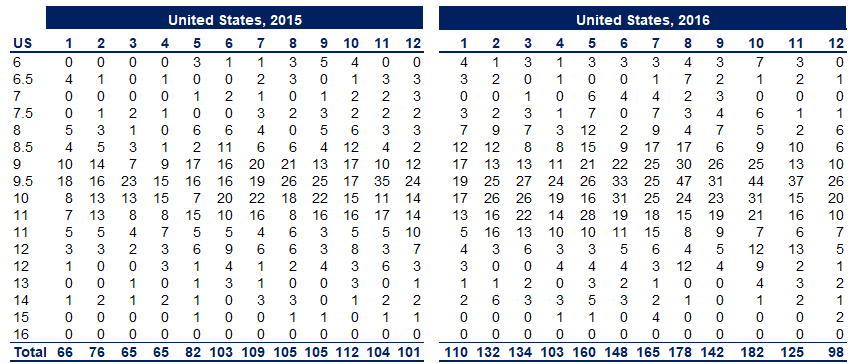 United States, 2015 United States, 2016
US 1 2 3 4 5 6 7 8 9 10 11 12 1 2 3 4 5 6 7 8 9 10 11 12
6 0 0 0 0 3 1 1 3 5 4 0 0 4 1 3 1 3 3 3 4 3 7 3 0
6.5 4 1 0 1 0 0 2 3 0 1 3 3 3 2 0 1 0 0 1 7 2 1 2 1
7 0 0 0 0 1 2 1 0 1 2 2 3 0 0 1 0 6 4 4 2 3 0 0 0
7.5 0 1 2 1 0 0 3 2 3 2 2 2 3 2 3 1 7 0 7 3 4 6 1 1
8 5 3 1 0 6 6 4 0 5 6 3 3 7 9 7 3 12 2 9 4 7 5 2 6
8.5 4 5 3 1 2 11 6 6 4 12 4 2 12 12 8 8 15 9 17 17 6 9 10 6
9 10 14 7 9 17 16 20 21 13 17 10 12 17 13 13 11 21 22 25 30 26 25 13 10
9.5 18 16 23 15 16 16 19 26 25 17 35 24 19 25 27 24 26 33 25 47 31 44 37 26
10 8 13 13 15 7 20 22 18 22 15 11 14 17 26 26 19 16 31 25 24 23 31 15 20
11 7 13 8 8 15 10 16 8 16 16 17 14 13 16 22 14 28 19 18 15 19 21 16 10
11 5 5 4 7 5 5 4 6 3 5 5 10 5 16 13 10 10 11 15 8 9 7 6 7
12 3 3 2 3 6 9 6 6 3 8 3 7 4 3 6 3 3 5 6 4 5 12 13 5
12 1 0 0 3 1 4 1 2 4 3 6 3 3 0 0 4 4 4 3 12 4 9 2 1
13 0 0 1 0 1 3 1 0 0 3 0 1 1 1 2 0 3 2 1 0 0 4 3 2
14 1 2 1 2 1 0 3 3 0 1 2 2 2 6 3 3 5 3 2 1 0 1 2 1
15 0 0 0 0 1 0 0 1 1 0 1 1 0 0 0 0 1 0 4 0 0 0 0 2
16 0 0 0 0 0 0 0 0 0 0 0 0 0 0 0 0 0 0 0 0 0 0 0 0
Total 66 76 65 65 82 103 109 105 105 112 104 101 110 132 134 103 160 148 165 178 142 182 125 98